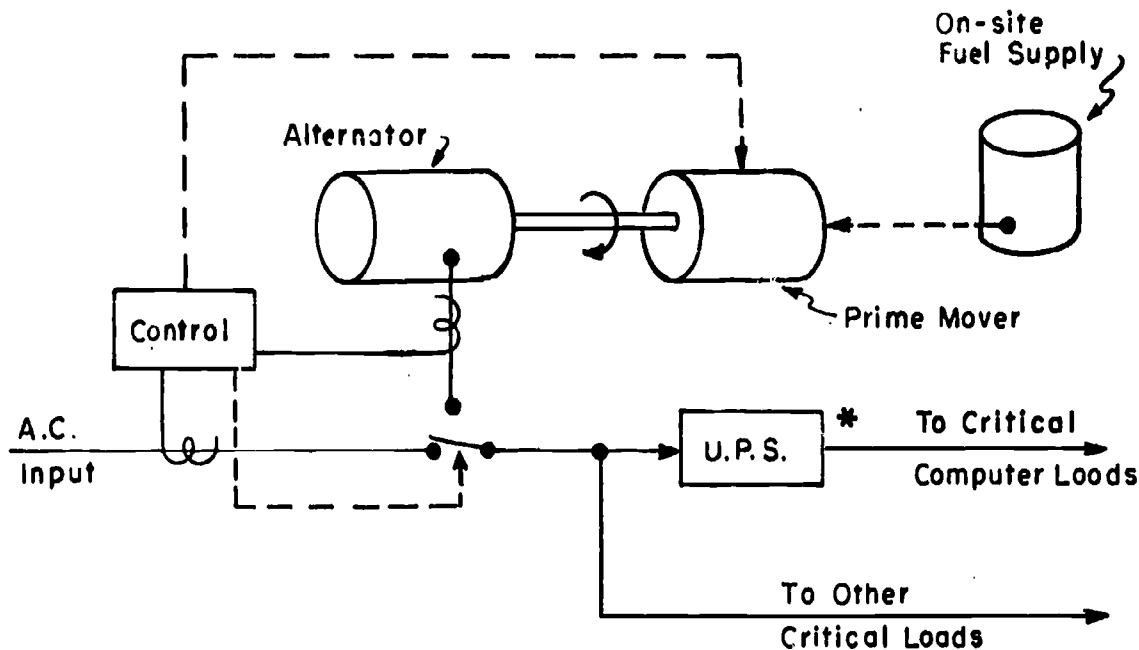 On-site
Fuel Supply
Alternator
Prime Mover
Control
A.C.
Input
U.P.S.
*
To Critical
Computer Loads
To Other
Critical Loads